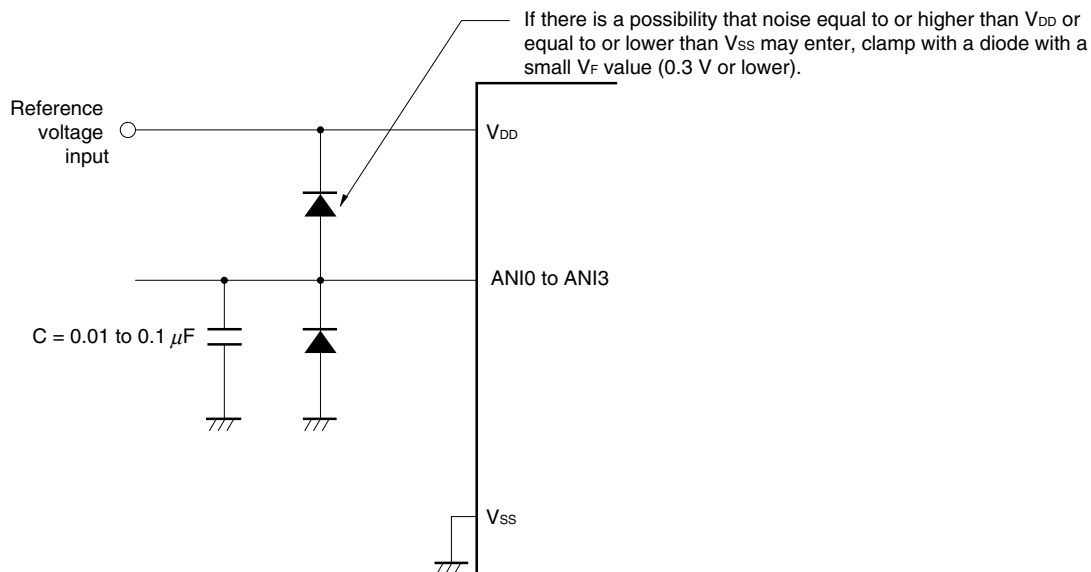 If there is a possibility that noise equal to or higher than VDD or
equal to or lower than VSS may enter, clamp with a diode with a
small VF value (0.3 V or lower).
Reference
voltage
input
VDD
ANI0 to ANI3
C = 0.01 to 0.1 μF
VSS